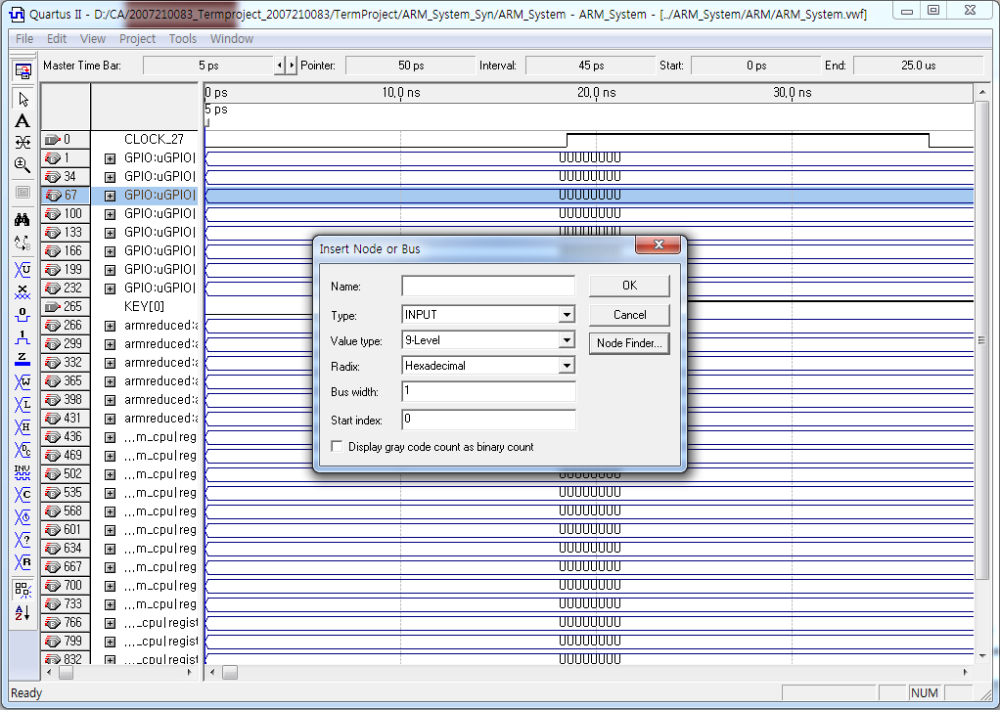 Quartus II - D:/CA/2007210083_Termproject_2007210083/TermProject/ARM_System_Syn/ARM_System - ARM_System - [../ARM_System/ARM/ARM_System.vwf]
File Edit View Project Tools Window
Master Time Bar: 5 ps Pointer: 50 ps Interval: 45 ps Start: 0 ps End: 25.0 us
0 ps 10.0 ns 20.0 ns 30.0 ns
5 ps
0 CLOCK_27
1 GPIO:uGPIO| UUUUUUUU
34 GPIO:uGPIO| UUUUUUUU
67 GPIO:uGPIO| UUUUUUUU
100 GPIO:uGPIO| UUUUUUUU
133 GPIO:uGPIO| UUUUUUUU
166 GPIO:uGPIO|
199 GPIO:uGPIO|
232 GPIO:uGPIO|
265 KEY[0]
266 armreduced:a
299 armreduced:a
332 armreduced:a
365 armreduced:a
398 armreduced:a
431 armreduced:a
436 ...m_cpu|reg
469 ...m_cpu|reg
502 ...m_cpu|reg UUUUUUUU
535 ...m_cpu|reg UUUUUUUU
568 ...m_cpu|reg UUUUUUUU
601 ...m_cpu|reg UUUUUUUU
634 ...m_cpu|reg UUUUUUUU
667 ...m_cpu|reg UUUUUUUU
700 ...m_cpu|reg UUUUUUUU
733 ...m_cpu|reg UUUUUUUU
766 ..._cpu|regist UUUUUUUU
799 ..._cpu|regist UUUUUUUU
832 ..._cpu|regist UUUUUUUU
Insert Node or Bus
Name: OK
Type: INPUT Cancel
Value type: 9-Level Node Finder...
Radix: Hexadecimal
Bus width: 1
Start index: 0
Display gray code count as binary count
Ready NUM